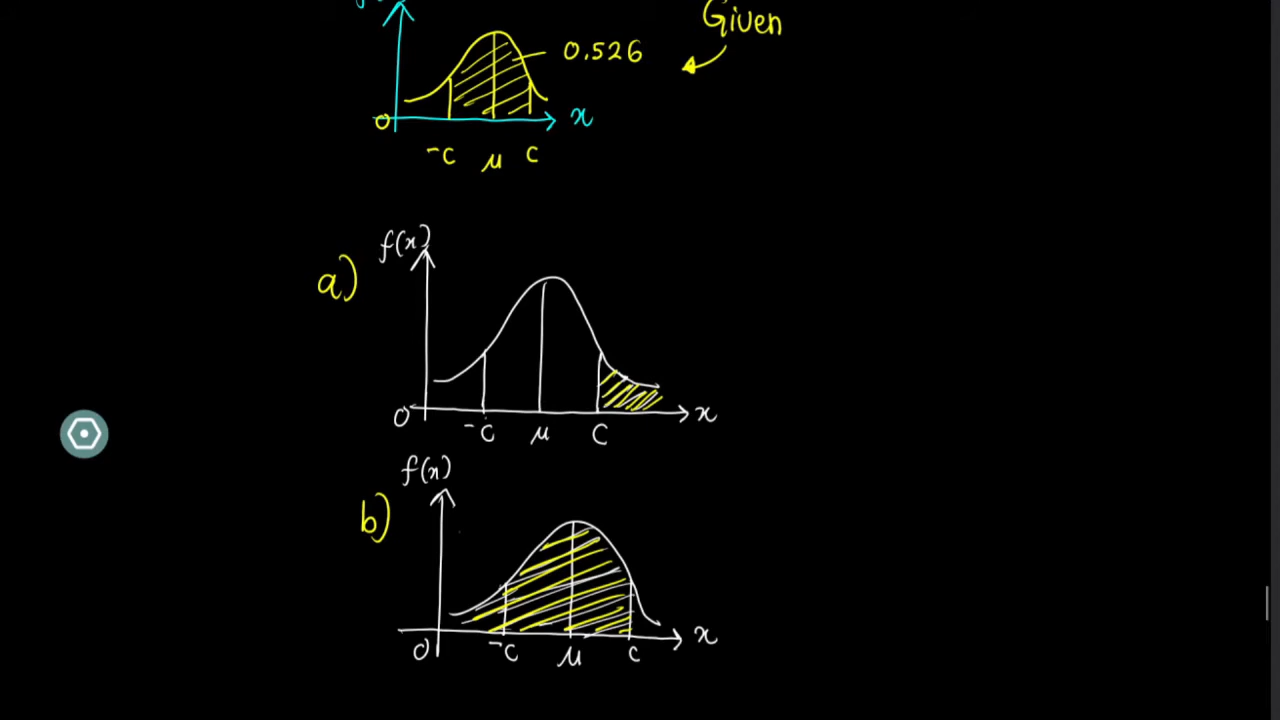 Given
0.526
0 x
-c μ c
a) f(x)
0 -c μ c x
f(x)
b)
0 -c μ c x